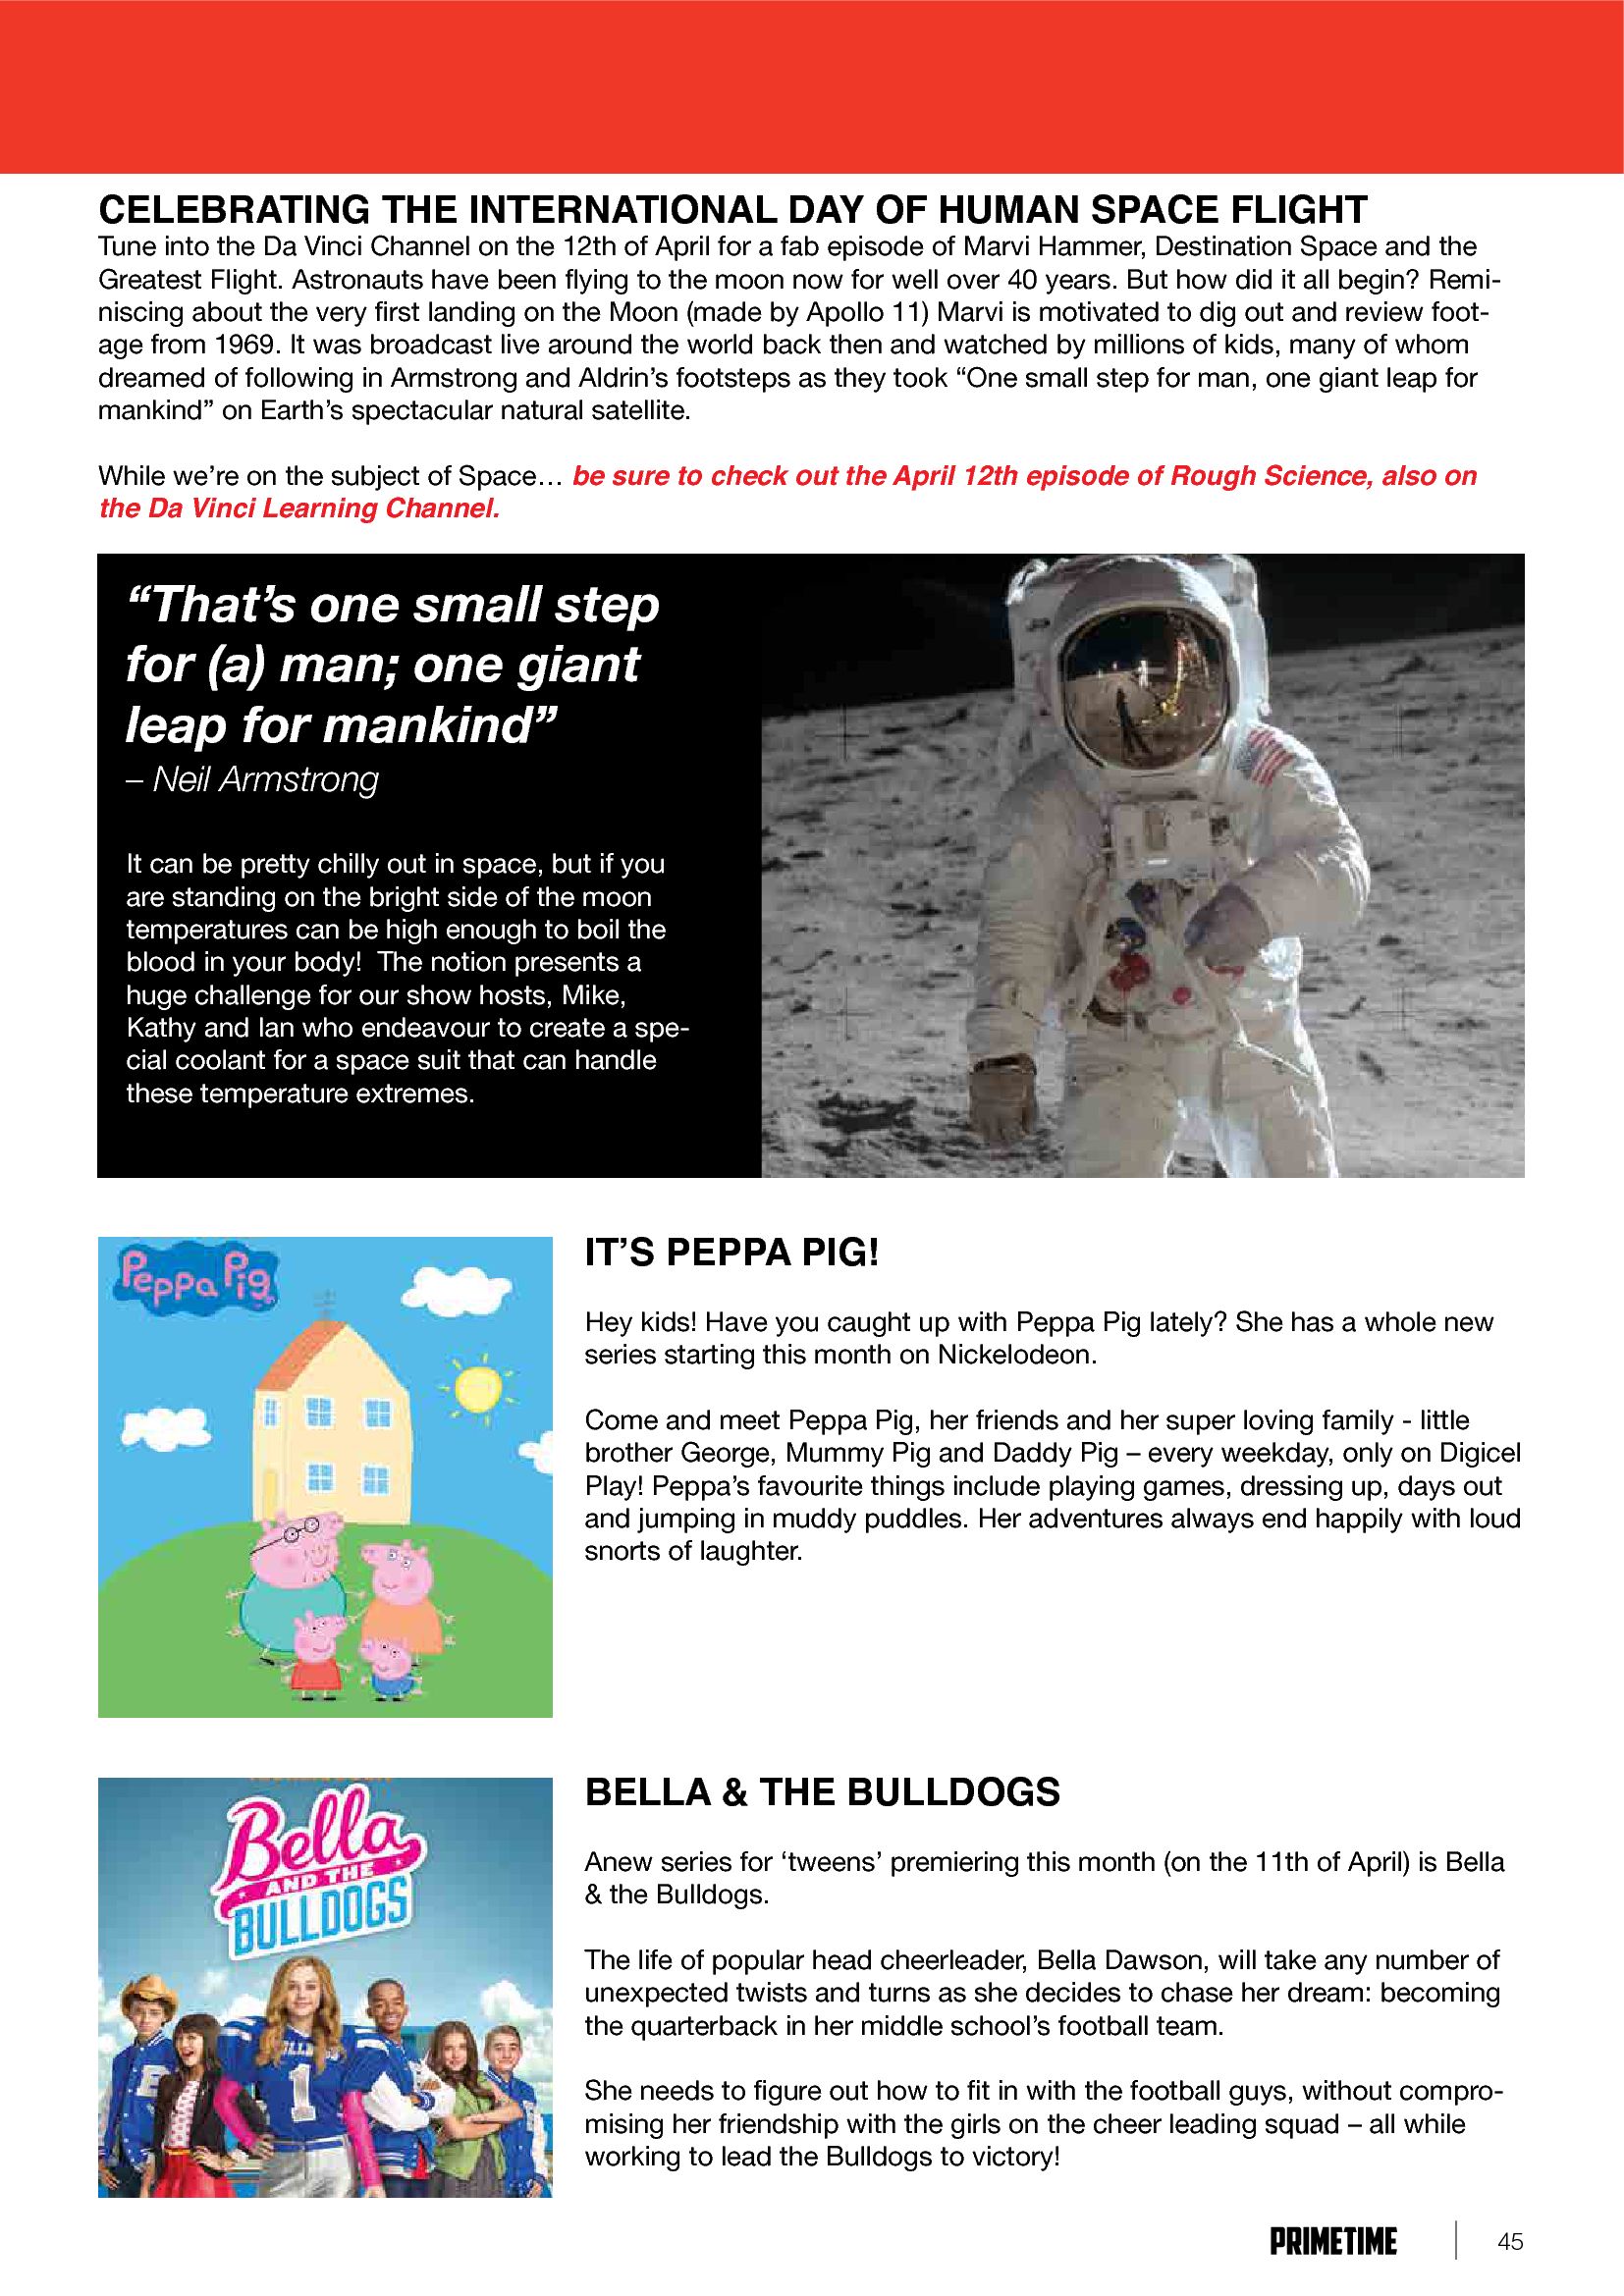 CELEBRATING THE INTERNATIONAL DAY OF HUMAN SPACE FLIGHT
Tune into the Da Vinci Channel on the 12th of April for a fab episode of Marvi Hammer, Destination Space and the
Greatest Flight. Astronauts have been flying to the moon now for well over 40 years. But how did it all begin? Remi-
niscing about the very first landing on the Moon (made by Apollo 11) Marvi is motivated to dig out and review foot-
age from 1969. It was broadcast live around the world back then and watched by millions of kids, many of whom
dreamed of following in Armstrong and Aldrin’s footsteps as they took “One small step for man, one giant leap for
mankind” on Earth’s spectacular natural satellite.
While we’re on the subject of Space… be sure to check out the April 12th episode of Rough Science, also on
the Da Vinci Learning Channel.
“That’s one small step
for (a) man; one giant
leap for mankind”
– Neil Armstrong
It can be pretty chilly out in space, but if you
are standing on the bright side of the moon
temperatures can be high enough to boil the
blood in your body!  The notion presents a
huge challenge for our show hosts, Mike,
Kathy and Ian who endeavour to create a spe-
cial coolant for a space suit that can handle
these temperature extremes.
Peppa Pig
IT’S PEPPA PIG!
Hey kids! Have you caught up with Peppa Pig lately? She has a whole new
series starting this month on Nickelodeon.
Come and meet Peppa Pig, her friends and her super loving family - little
brother George, Mummy Pig and Daddy Pig – every weekday, only on Digicel
Play! Peppa’s favourite things include playing games, dressing up, days out
and jumping in muddy puddles. Her adventures always end happily with loud
snorts of laughter.
Bella
AND THE
BULLDOGS
BULLDOGS
1
BELLA & THE BULLDOGS
Anew series for ‘tweens’ premiering this month (on the 11th of April) is Bella
& the Bulldogs.
The life of popular head cheerleader, Bella Dawson, will take any number of
unexpected twists and turns as she decides to chase her dream: becoming
the quarterback in her middle school’s football team.
She needs to figure out how to fit in with the football guys, without compro-
mising her friendship with the girls on the cheer leading squad – all while
working to lead the Bulldogs to victory!
PRIMETIME
45